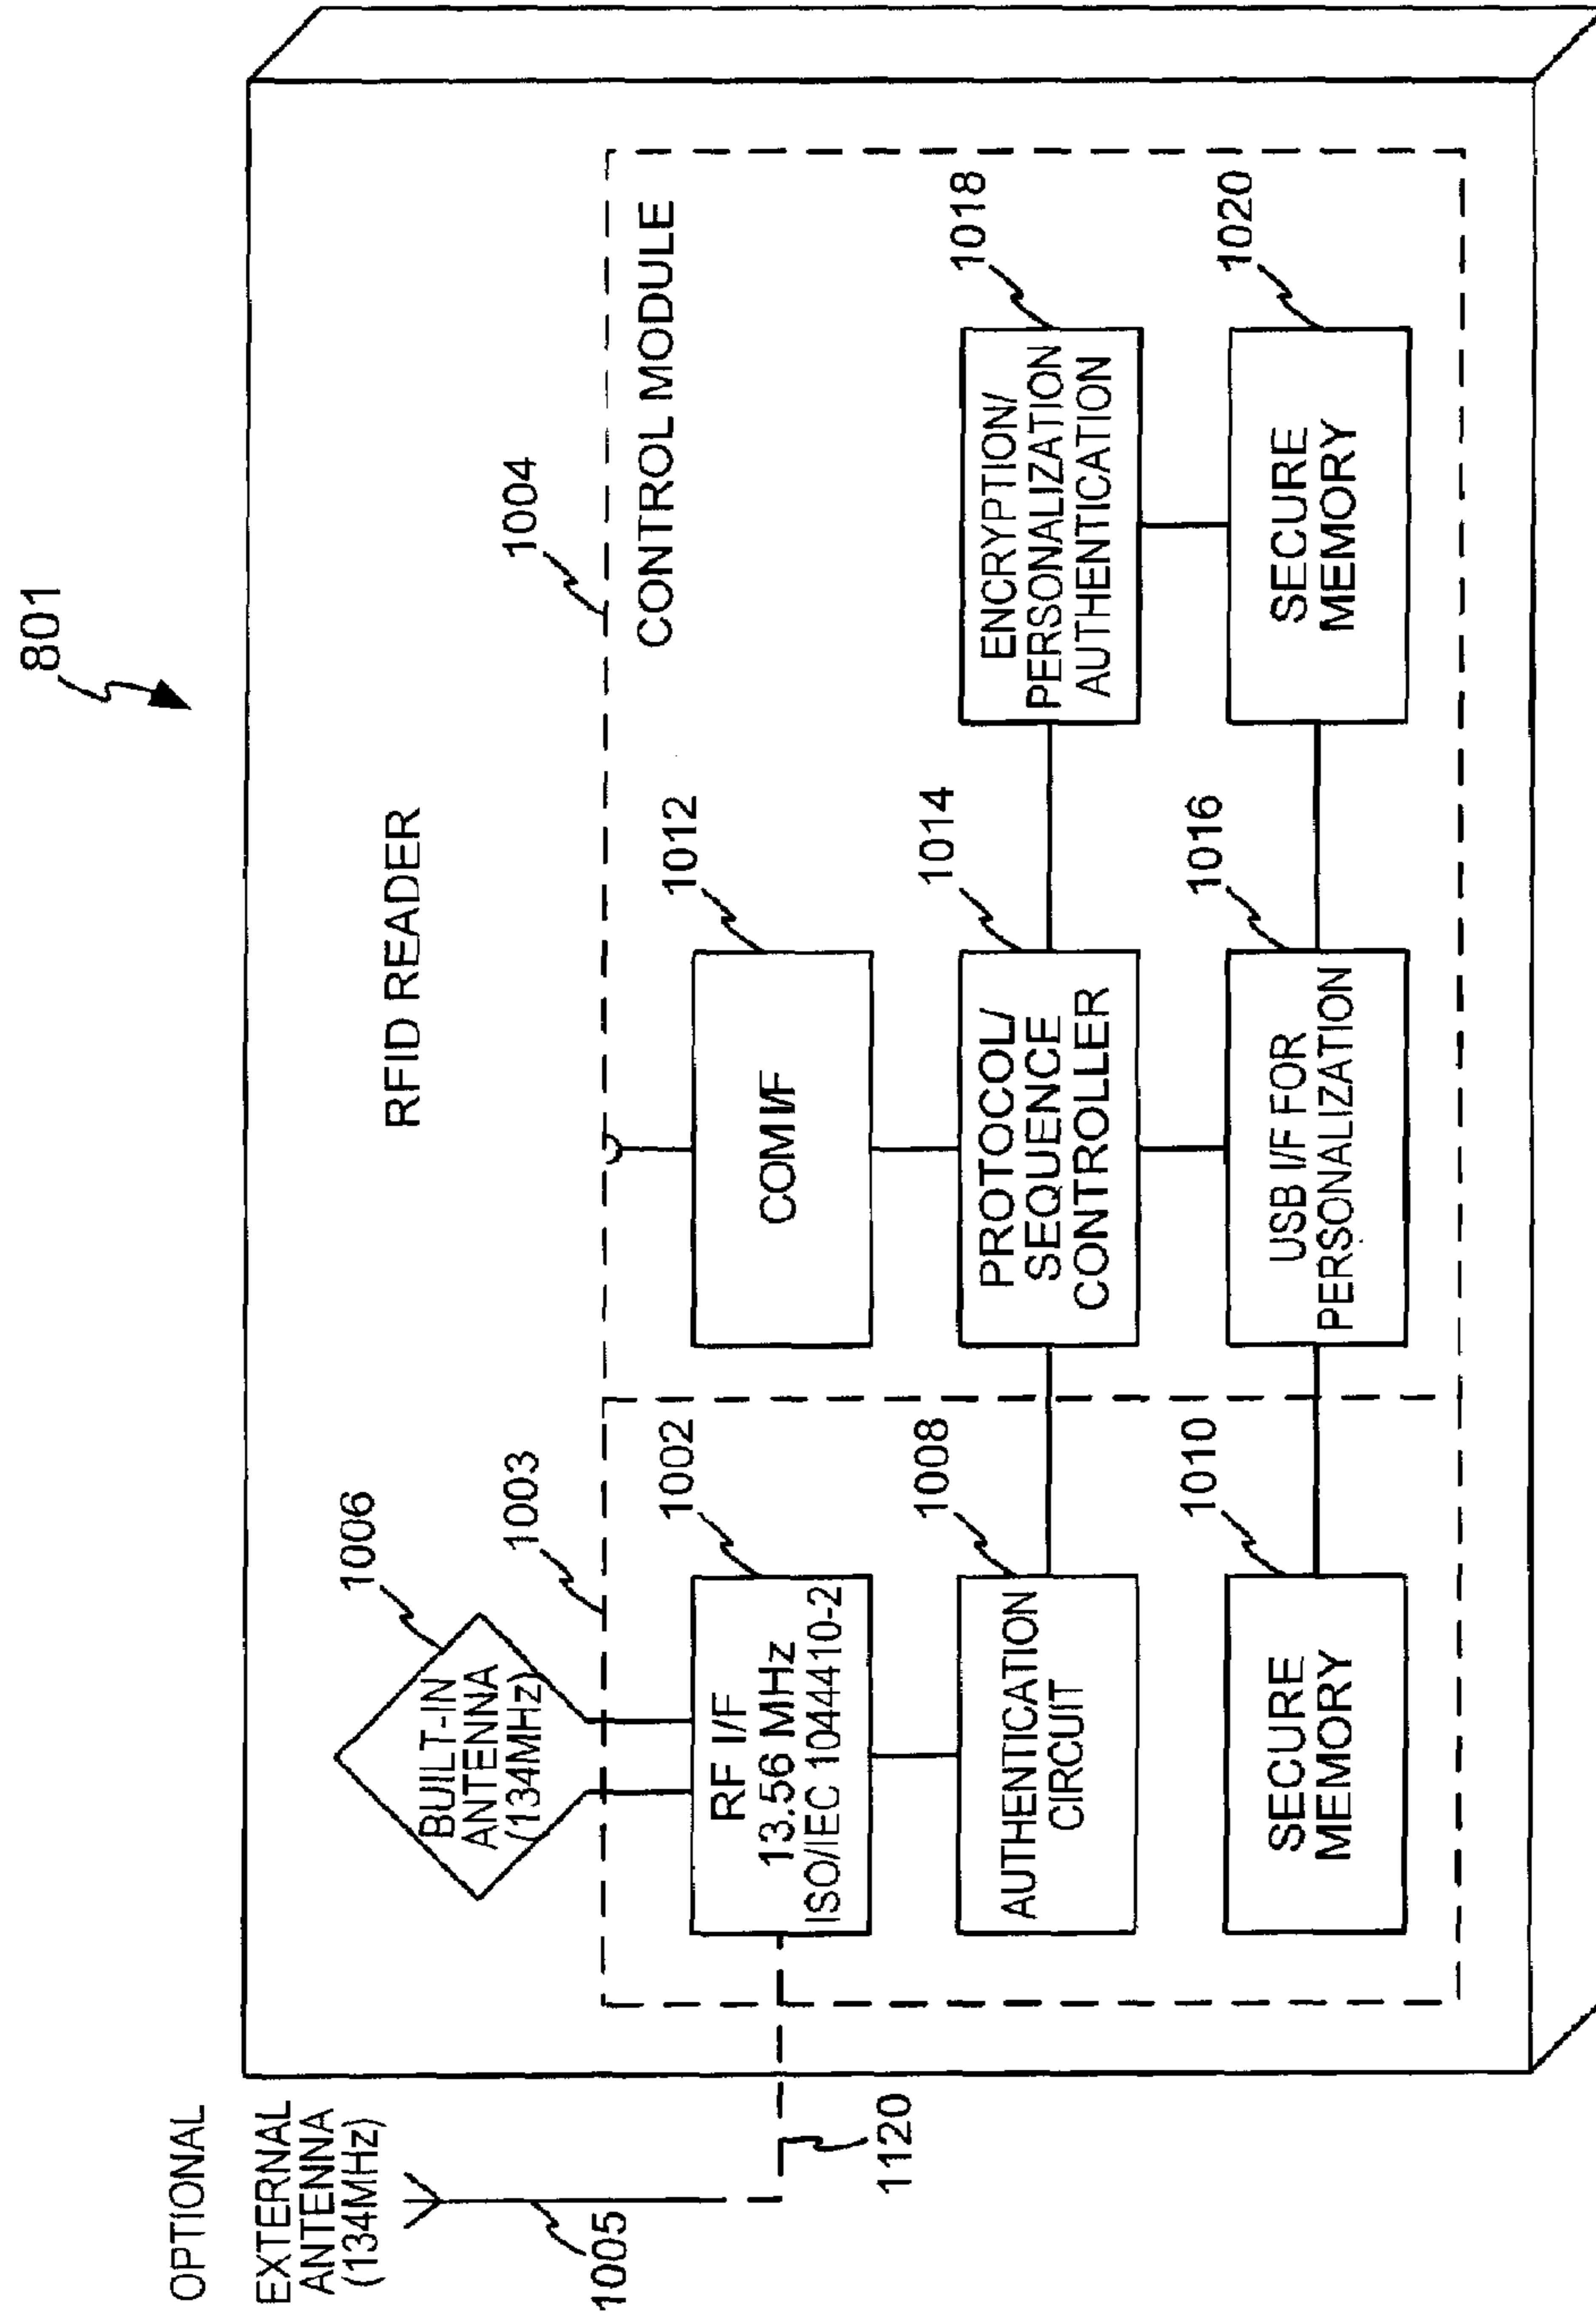 801
RFID READER
1004
CONTROL MODULE
OPTIONAL
EXTERNAL
ANTENNA
(134MHz)
1005
1120
1006
BUILT-IN
ANTENNA
(134MHz)
1003
1002
RF I/F
13.56 MHz
ISO/IEC 1044410-2
1012
COM I/F
1008
AUTHENTICATION
CIRCUIT
1014
PROTOCOL/
SEQUENCE
CONTROLLER
1018
ENCRYPTION/
PERSONALIZATION
AUTHENTICATION
1010
SECURE
MEMORY
1016
USB I/F FOR
PERSONALIZATION
1020
SECURE
MEMORY